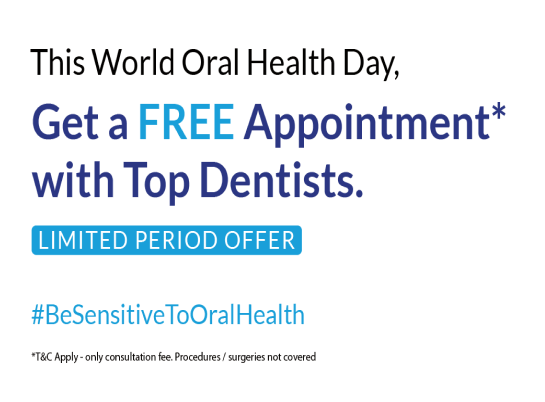 This World Oral Health Day,
Get a FREE Appointment*
with Top Dentists.
LIMITED PERIOD OFFER
#BeSensitiveToOralHealth
*T&C Apply - only consultation fee. Procedures / surgeries not covered